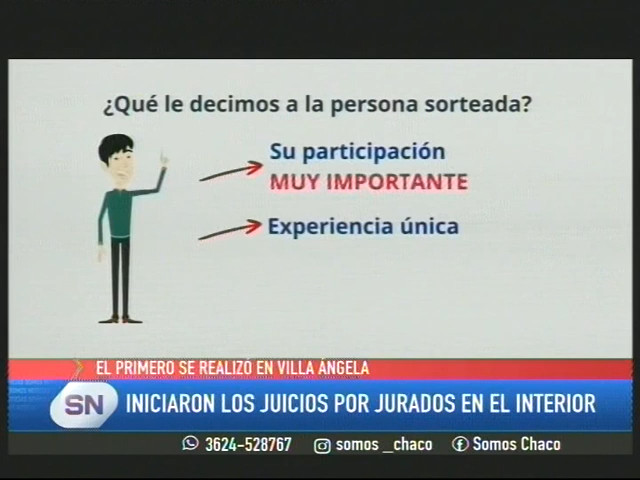 ¿Qué le decimos a la persona sorteada?
Su participación
MUY IMPORTANTE
Experiencia única
EL PRIMERO SE REALIZÓ EN VILLA ÁNGELA
SN
INICIARON LOS JUICIOS POR JURADOS EN EL INTERIOR
3624-528767
somos _chaco
Somos Chaco